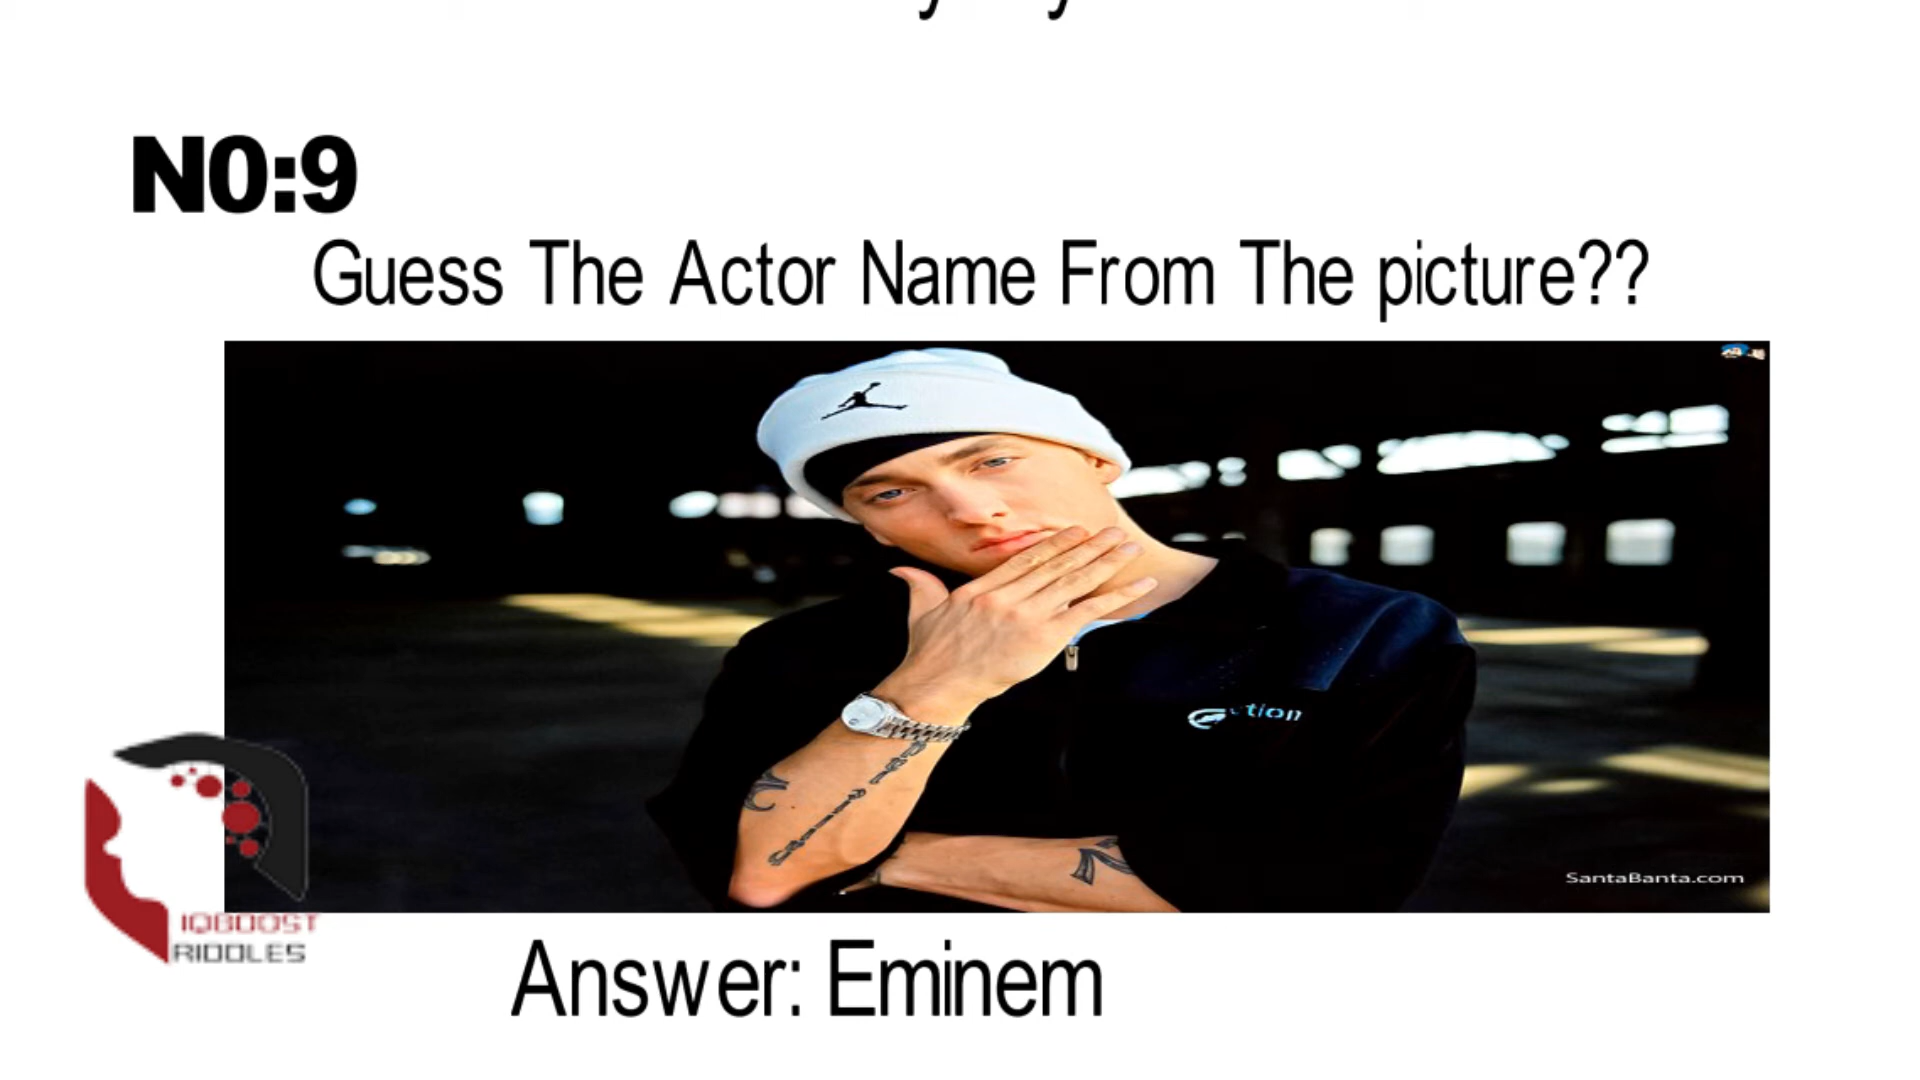 N0:9
Guess The Actor Name From The picture??
SantaBanta.com
IQBOOST
RIDDLES
Answer: Eminem